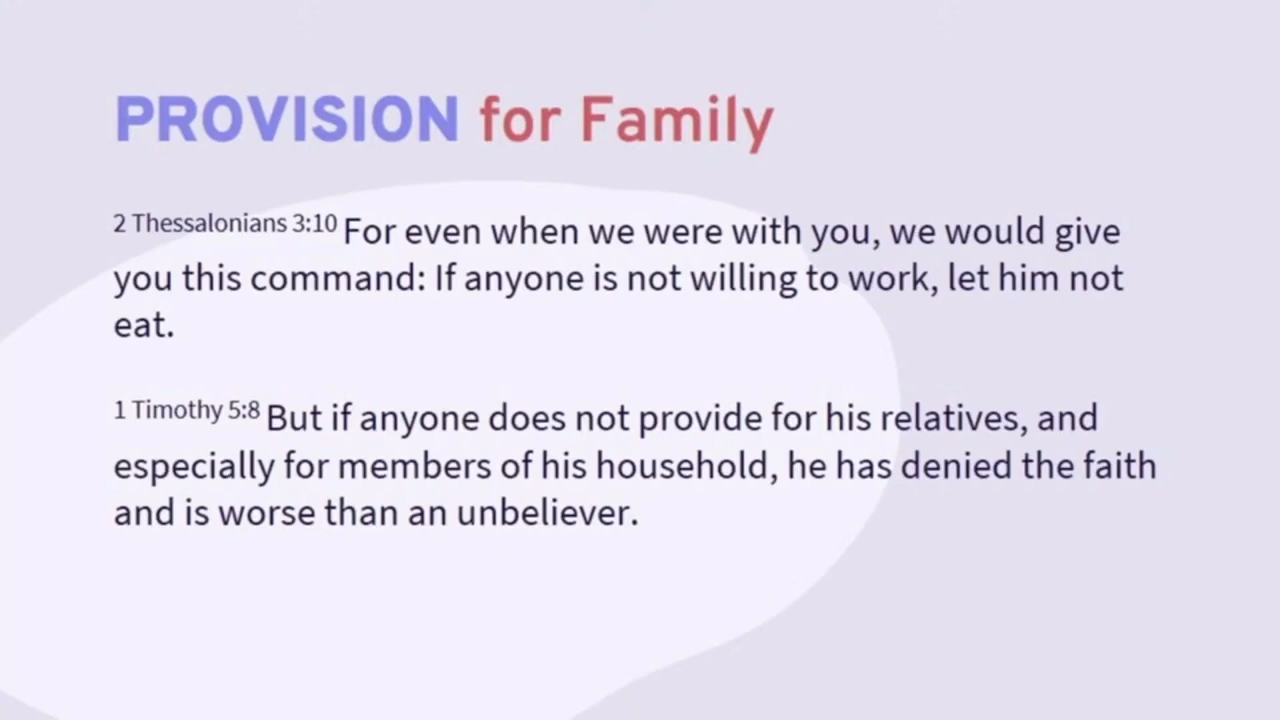 PROVISION for Family
2 Thessalonians 3:10 For even when we were with you, we would give
you this command: If anyone is not willing to work, let him not
eat.
1 Timothy 5:8 But if anyone does not provide for his relatives, and
especially for members of his household, he has denied the faith
and is worse than an unbeliever.